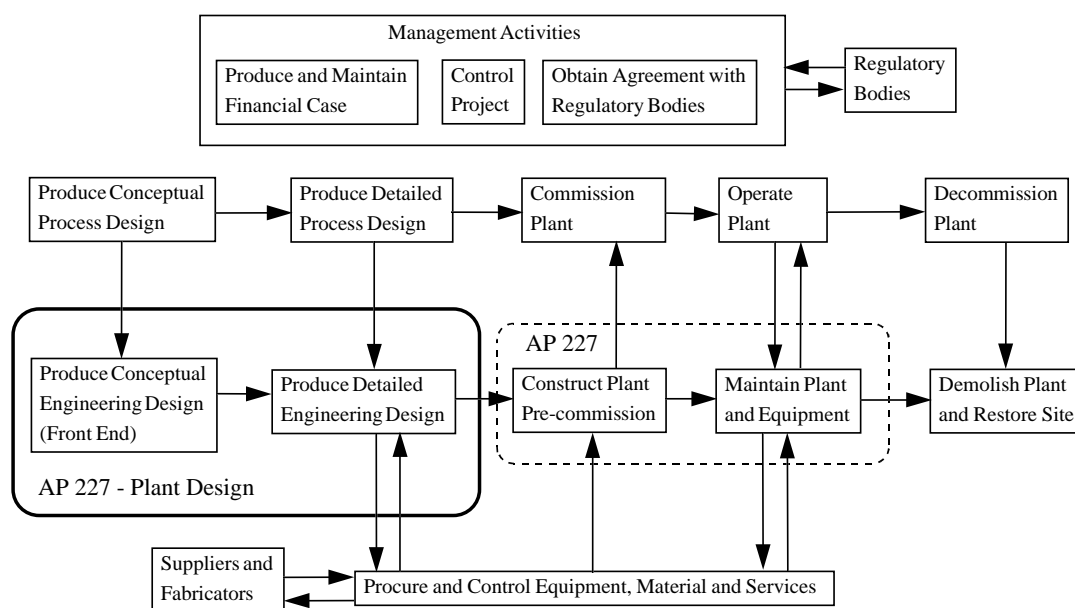 Management Activities
Produce and Maintain
Financial Case
Control
Project
Obtain Agreement with
Regulatory Bodies
Regulatory
Bodies
Produce Conceptual
Process Design
Produce Detailed
Process Design
Commission
Plant
Operate
Plant
Decommission
Plant
AP 227
Produce Conceptual
Engineering Design
(Front End)
Produce Detailed
Engineering Design
Construct Plant
Pre-commission
Maintain Plant
and Equipment
Demolish Plant
and Restore Site
AP 227 - Plant Design
Suppliers and
Fabricators
Procure and Control Equipment, Material and Services